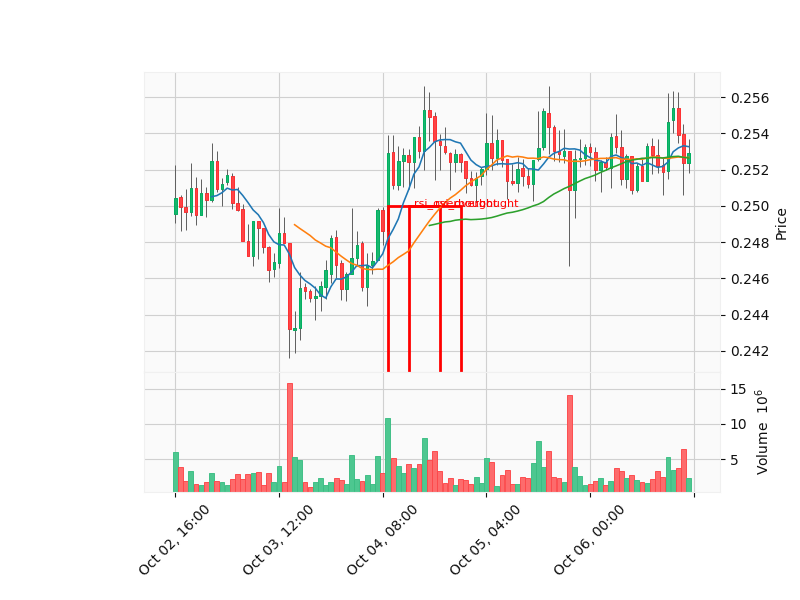 0.256
0.254
0.252
0.250
0.248
0.246
0.244
0.242
Price
rsi_overbought
rsi_overbought
15
10
5
Volume 10⁶
Oct 02, 16:00
Oct 03, 12:00
Oct 04, 08:00
Oct 05, 04:00
Oct 06, 00:00